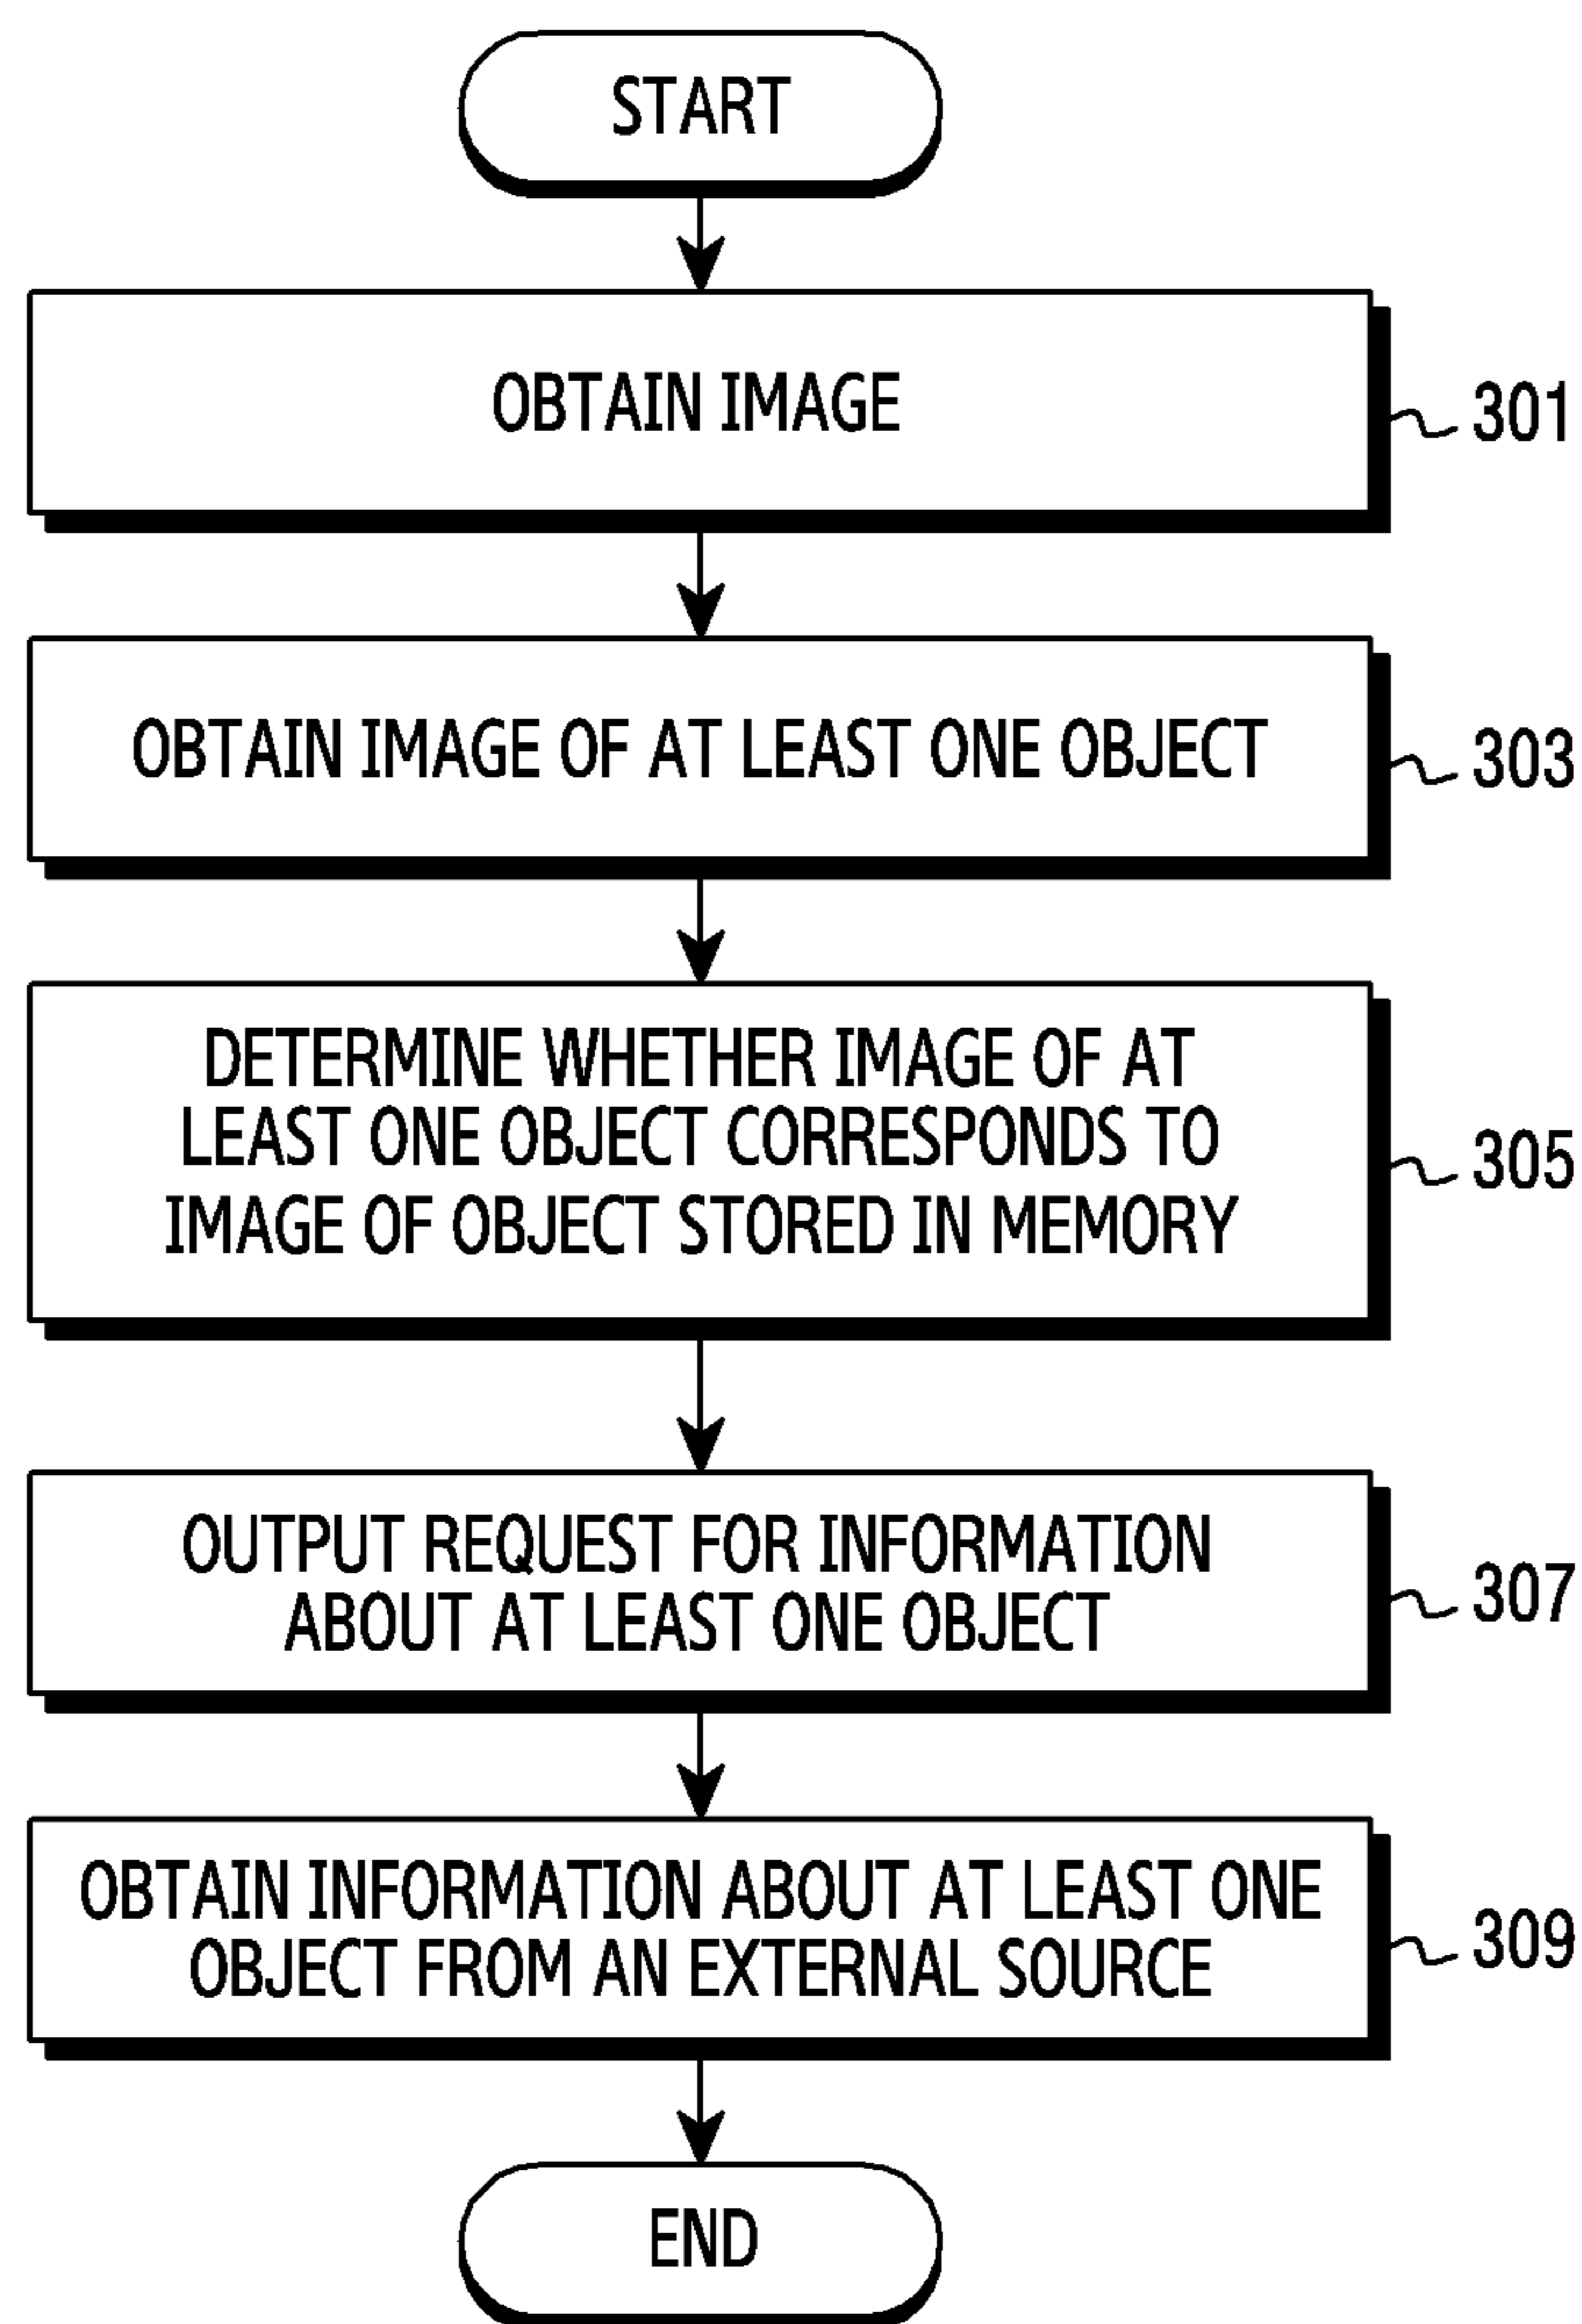 START
OBTAIN IMAGE
301
OBTAIN IMAGE OF AT LEAST ONE OBJECT
303
DETERMINE WHETHER IMAGE OF AT
LEAST ONE OBJECT CORRESPONDS TO
IMAGE OF OBJECT STORED IN MEMORY
305
OUTPUT REQUEST FOR INFORMATION
ABOUT AT LEAST ONE OBJECT
307
OBTAIN INFORMATION ABOUT AT LEAST ONE
OBJECT FROM AN EXTERNAL SOURCE
309
END